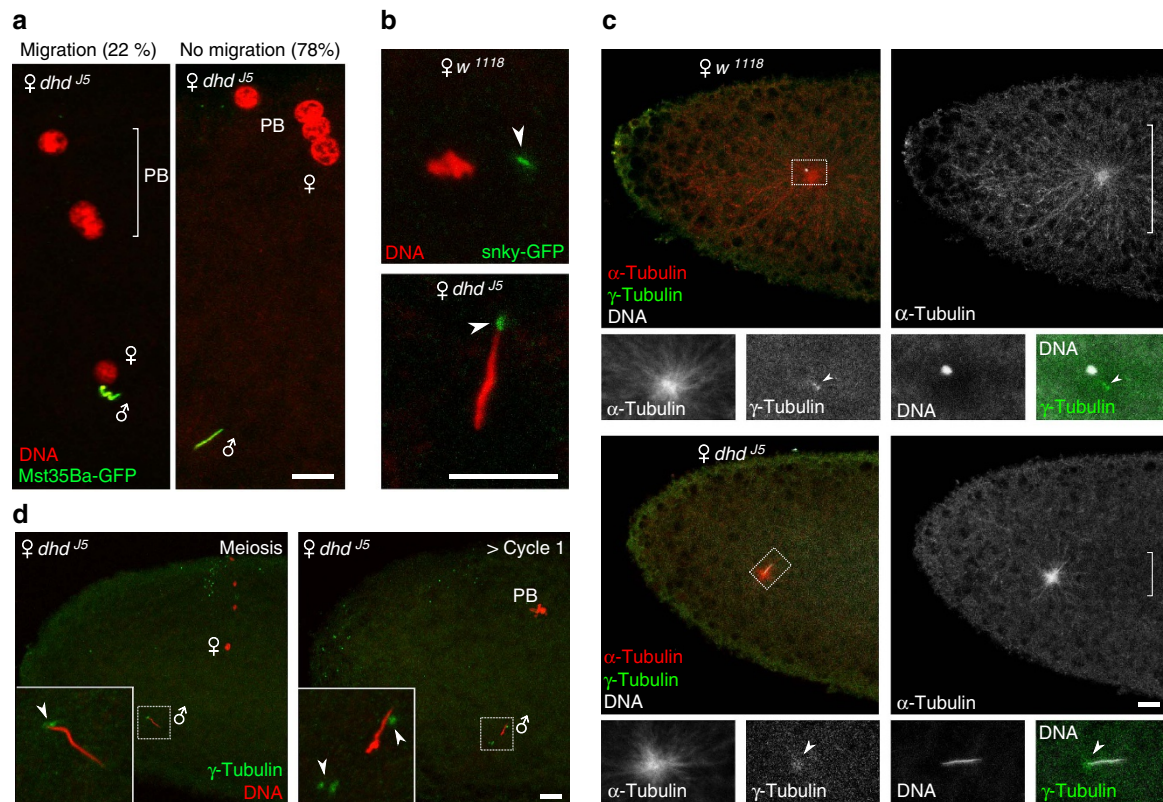 a
Migration (22 %)
No migration (78%)
♀ dhd J5
PB
♀
♂
DNA
Mst35Ba-GFP
♀ dhd J5
PB
♀
♂
b
♀ w 1118
DNA
snky-GFP
♀ dhd J5
c
♀ w 1118
α-Tubulin
γ-Tubulin
DNA
α-Tubulin
α-Tubulin
γ-Tubulin
DNA
DNA
γ-Tubulin
♀ dhd J5
α-Tubulin
γ-Tubulin
DNA
α-Tubulin
α-Tubulin
γ-Tubulin
DNA
DNA
γ-Tubulin
d
♀ dhd J5
Meiosis
♀
♂
γ-Tubulin
DNA
♀ dhd J5
> Cycle 1
PB
♂